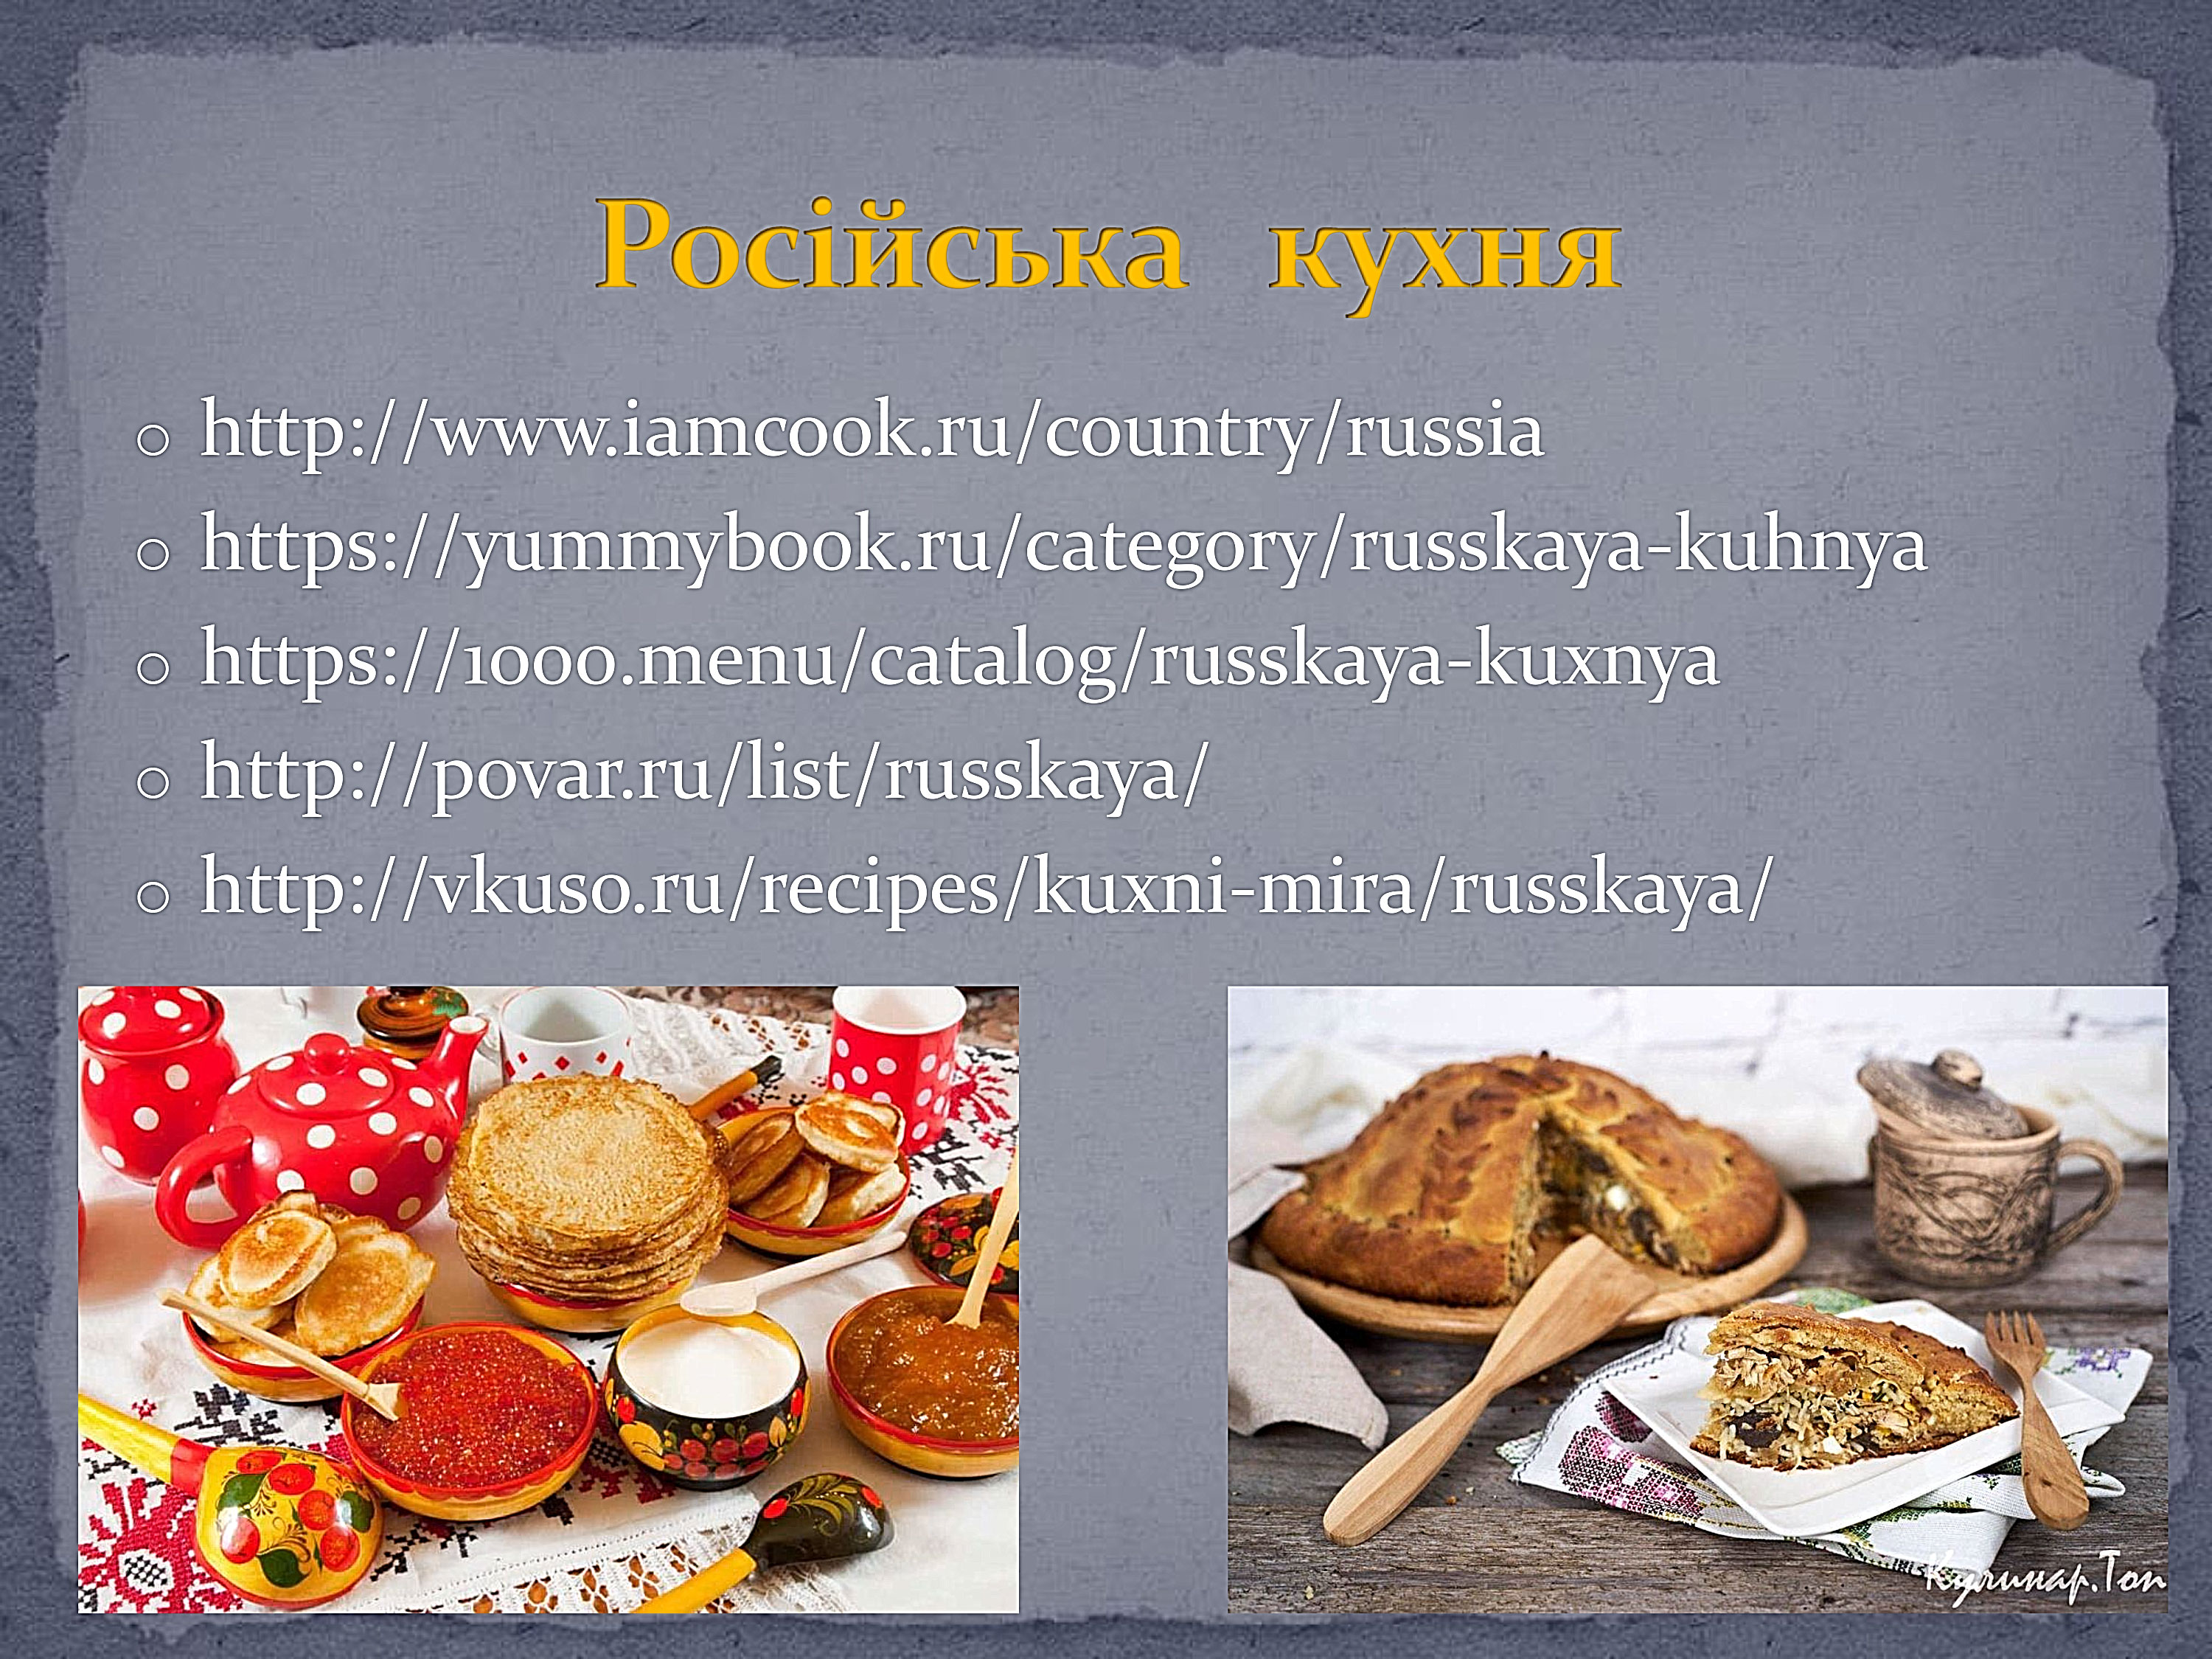 Російська кухня
http://www.iamcook.ru/country/russia
https://yummybook.ru/category/russkaya-kuhnya
https://1000.menu/catalog/russkaya-kuxnya
http://povar.ru/list/russkaya/
http://vkuso.ru/recipes/kuxni-mira/russkaya/
Кулинар.Топ